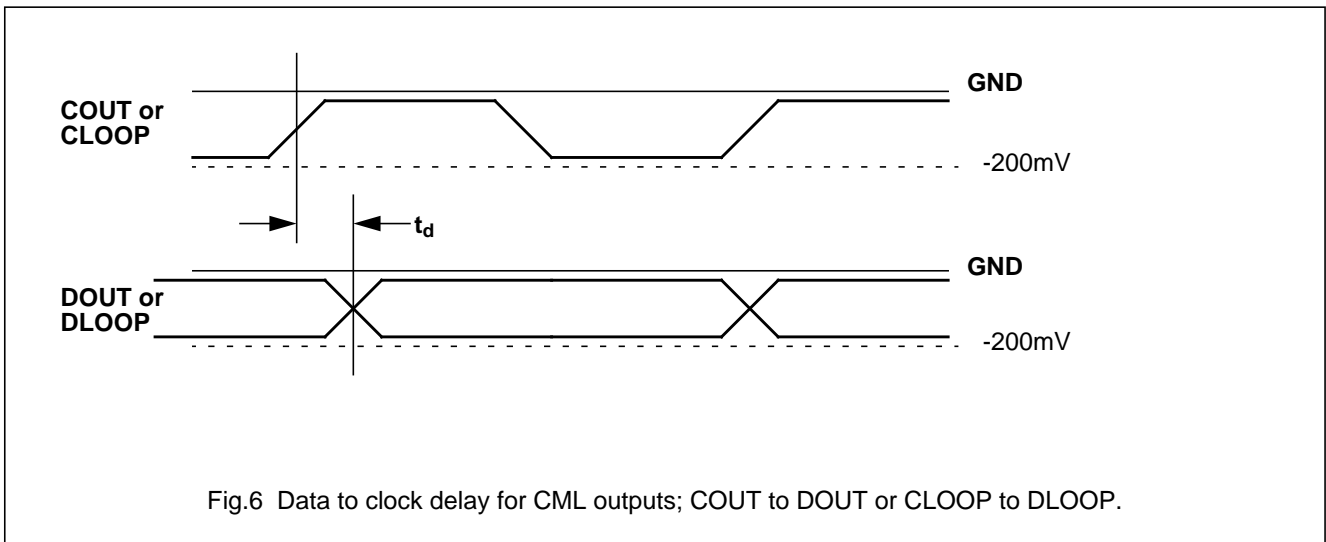 GND
COUT or
CLOOP
-200mV
td
GND
DOUT or
DLOOP
-200mV
Fig.6 Data to clock delay for CML outputs; COUT to DOUT or CLOOP to DLOOP.